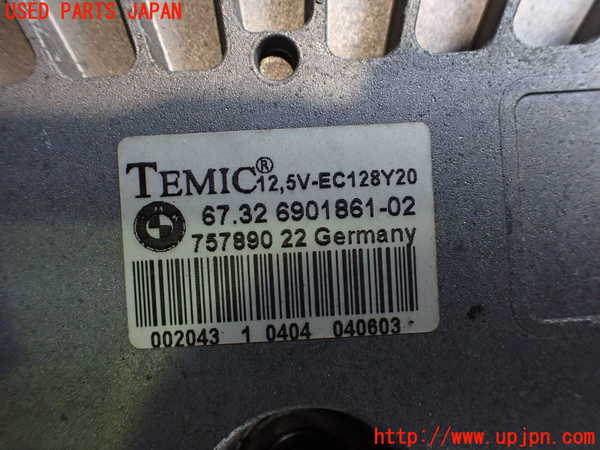 USED PARTS JAPAN
TEMIC® 12,5V-EC128Y20
67.32 6901861-02
757890 22 Germany
002043 1 0404 040603
http://www.upjpn.com